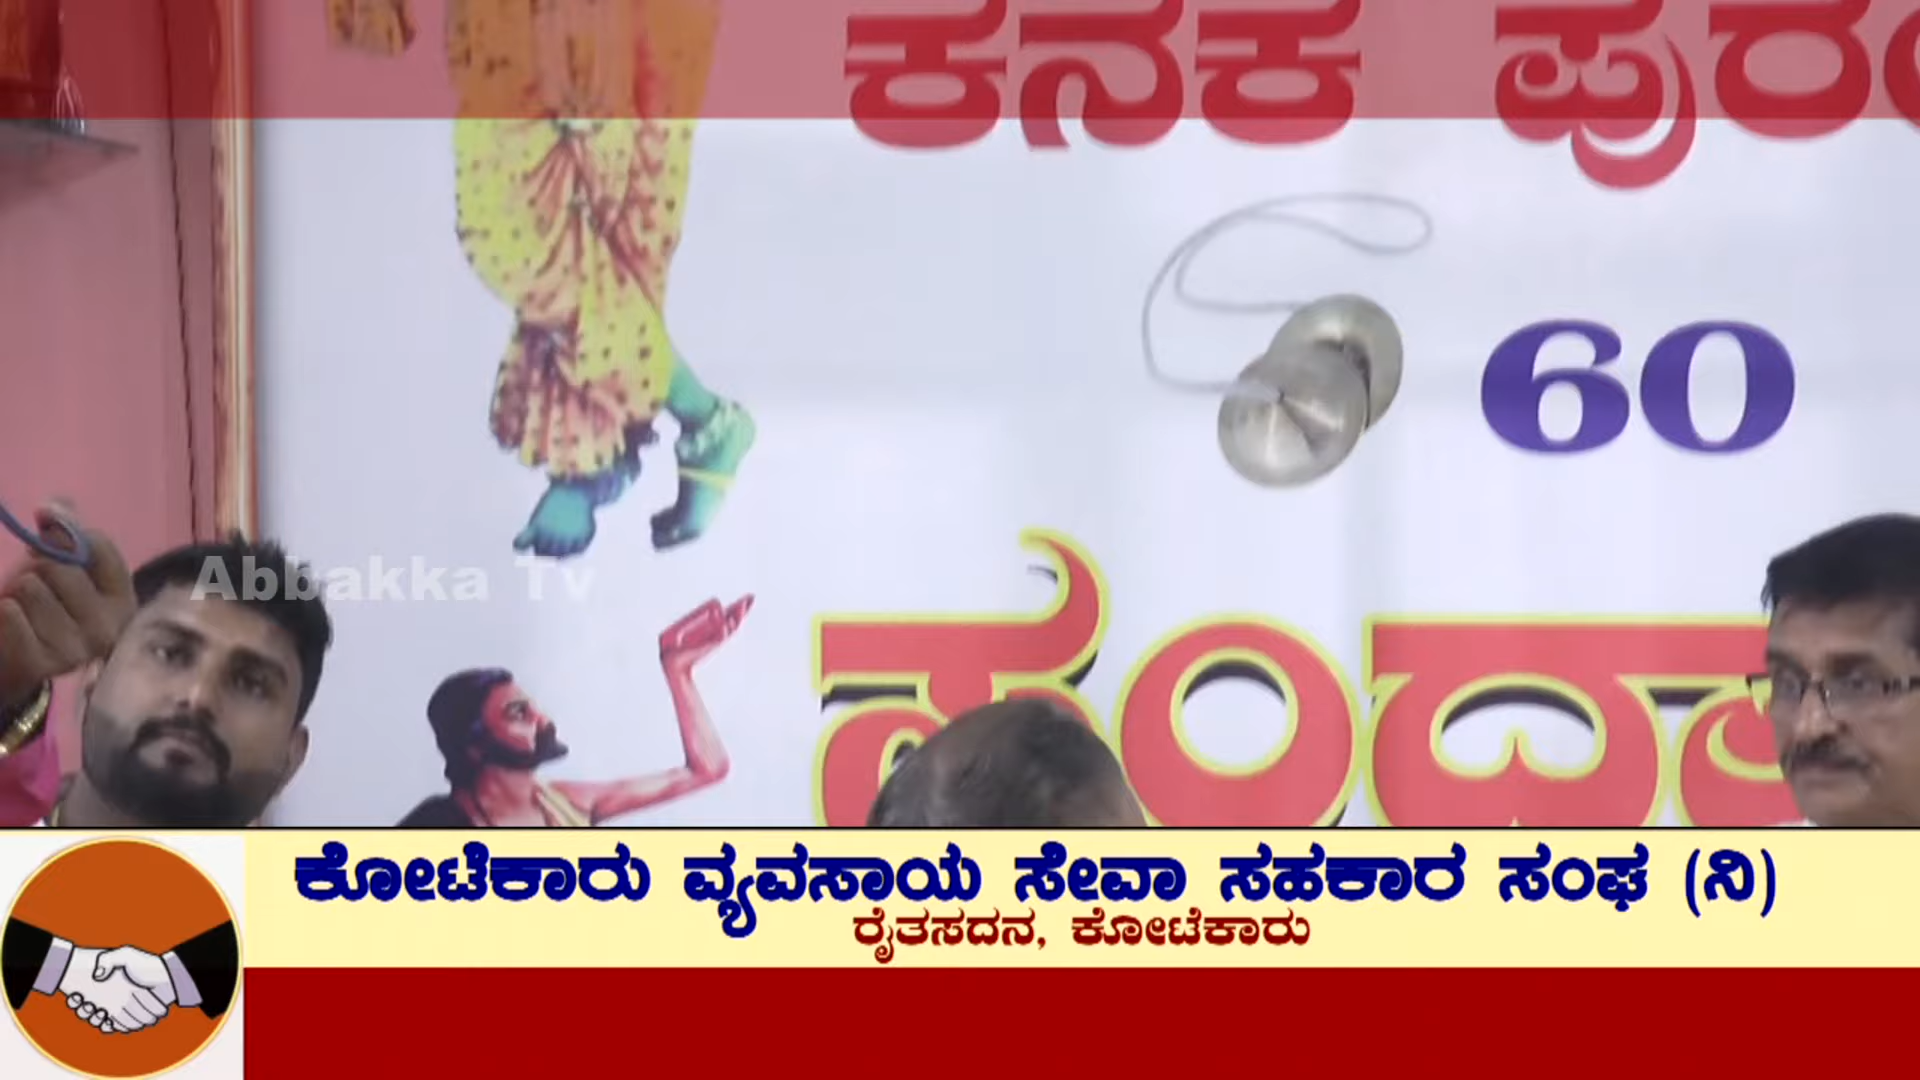 ಕನಕ
60
Abbakka Tv
ಕೋಟೆಕಾರು ವ್ಯವಸಾಯ ಸೇವಾ ಸಹಕಾರ ಸಂಘ (ನಿ)
ರೈತಸದನ, ಕೋಟೆಕಾರು